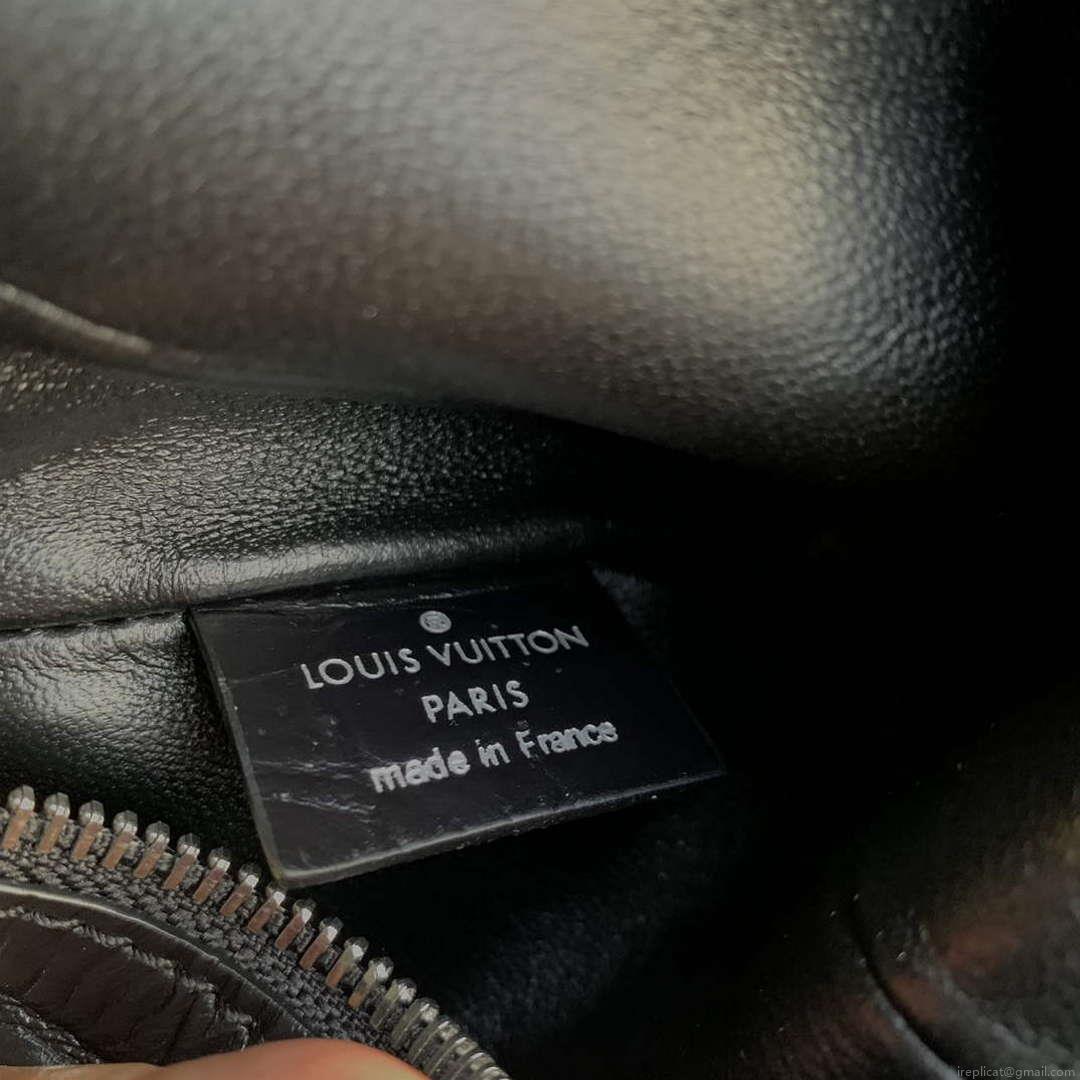 LOUIS VUITTON
PARIS
made in France
ireplicat@gmail.com